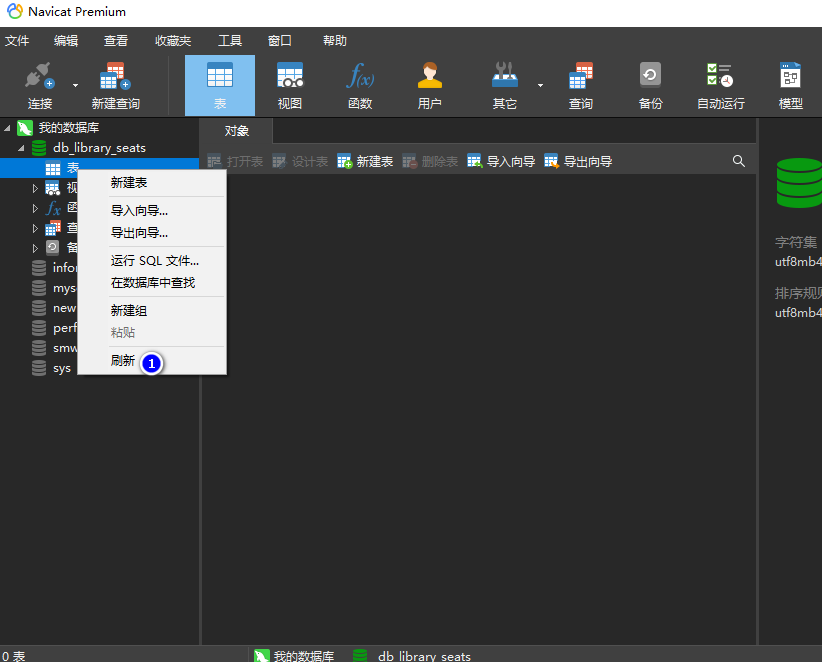 Navicat Premium
文件 编辑 查看 收藏夹 工具 窗口 帮助
连接 新建查询 表 视图 函数 用户 其它 查询 备份 自动运行 模型
我的数据库
对象
db_library_seats
打开表 设计表 新建表 删除表 导入向导 导出向导
表
视
函
查
备
infor
mys
new
perf
smw
sys
新建表
导入向导...
导出向导...
运行 SQL 文件...
在数据库中查找
新建组
粘贴
刷新 1
字符集
utf8mb4
排序规则
utf8mb4
0 表 我的数据库 db_library_seats